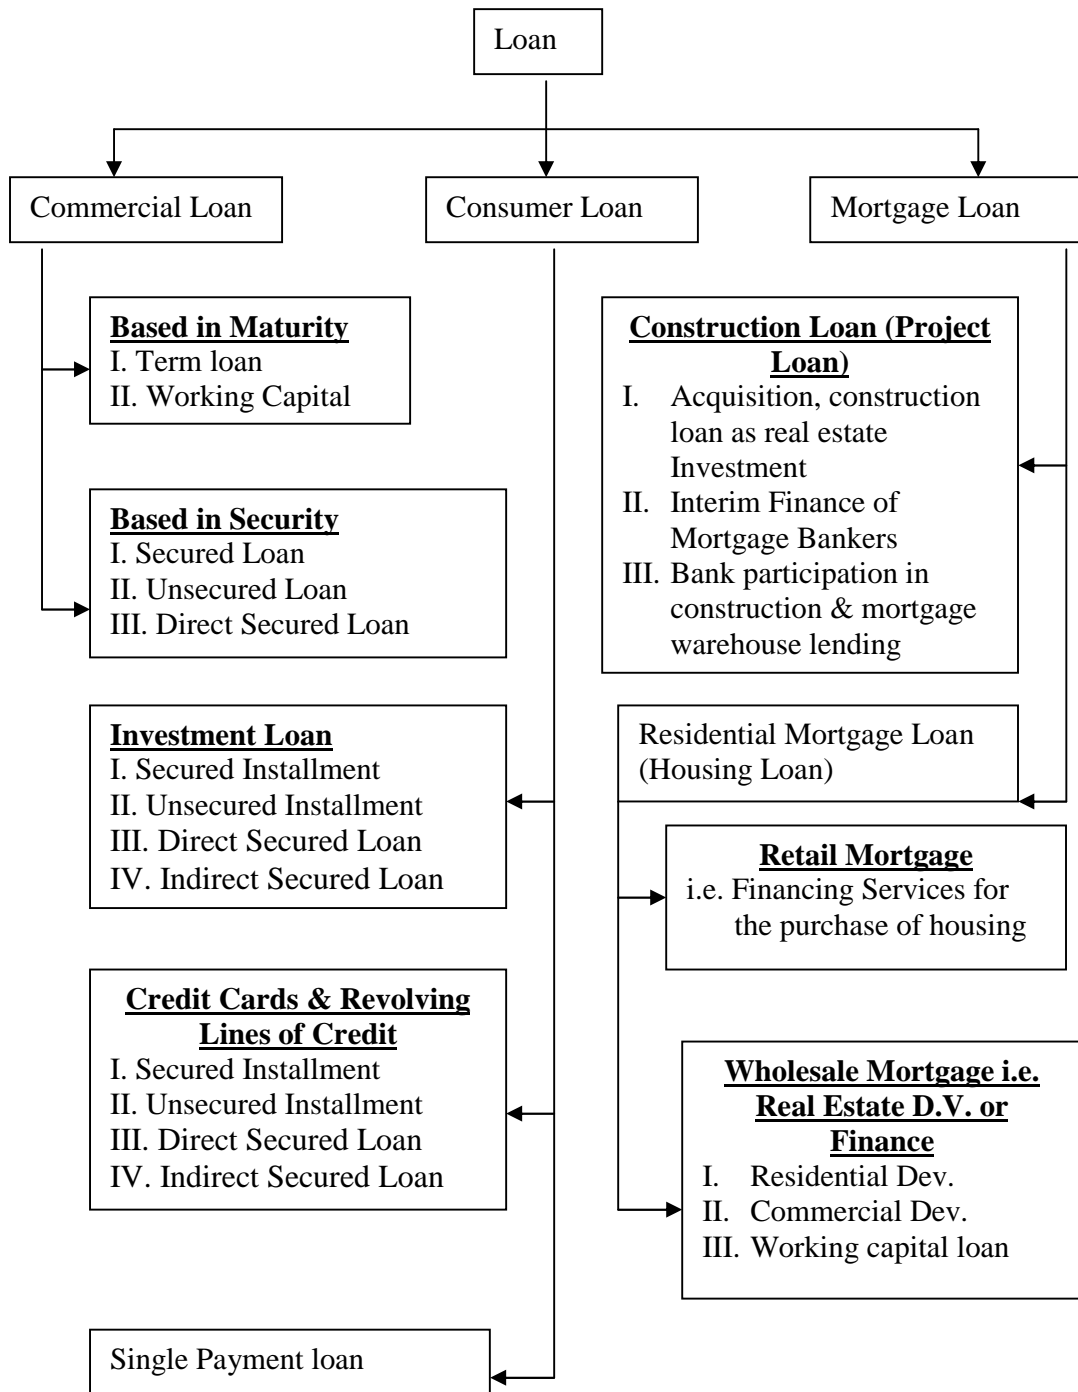 Loan
Commercial Loan
Consumer Loan
Mortgage Loan
Based in Maturity
I. Term loan
II. Working Capital
Based in Security
I. Secured Loan
II. Unsecured Loan
III. Direct Secured Loan
Investment Loan
I. Secured Installment
II. Unsecured Installment
III. Direct Secured Loan
IV. Indirect Secured Loan
Credit Cards & Revolving
Lines of Credit
I. Secured Installment
II. Unsecured Installment
III. Direct Secured Loan
IV. Indirect Secured Loan
Single Payment loan
Construction Loan (Project
Loan)
I. Acquisition, construction
loan as real estate
Investment
II. Interim Finance of
Mortgage Bankers
III. Bank participation in
construction & mortgage
warehouse lending
Residential Mortgage Loan
(Housing Loan)
Retail Mortgage
i.e. Financing Services for
the purchase of housing
Wholesale Mortgage i.e.
Real Estate D.V. or
Finance
I. Residential Dev.
II. Commercial Dev.
III. Working capital loan